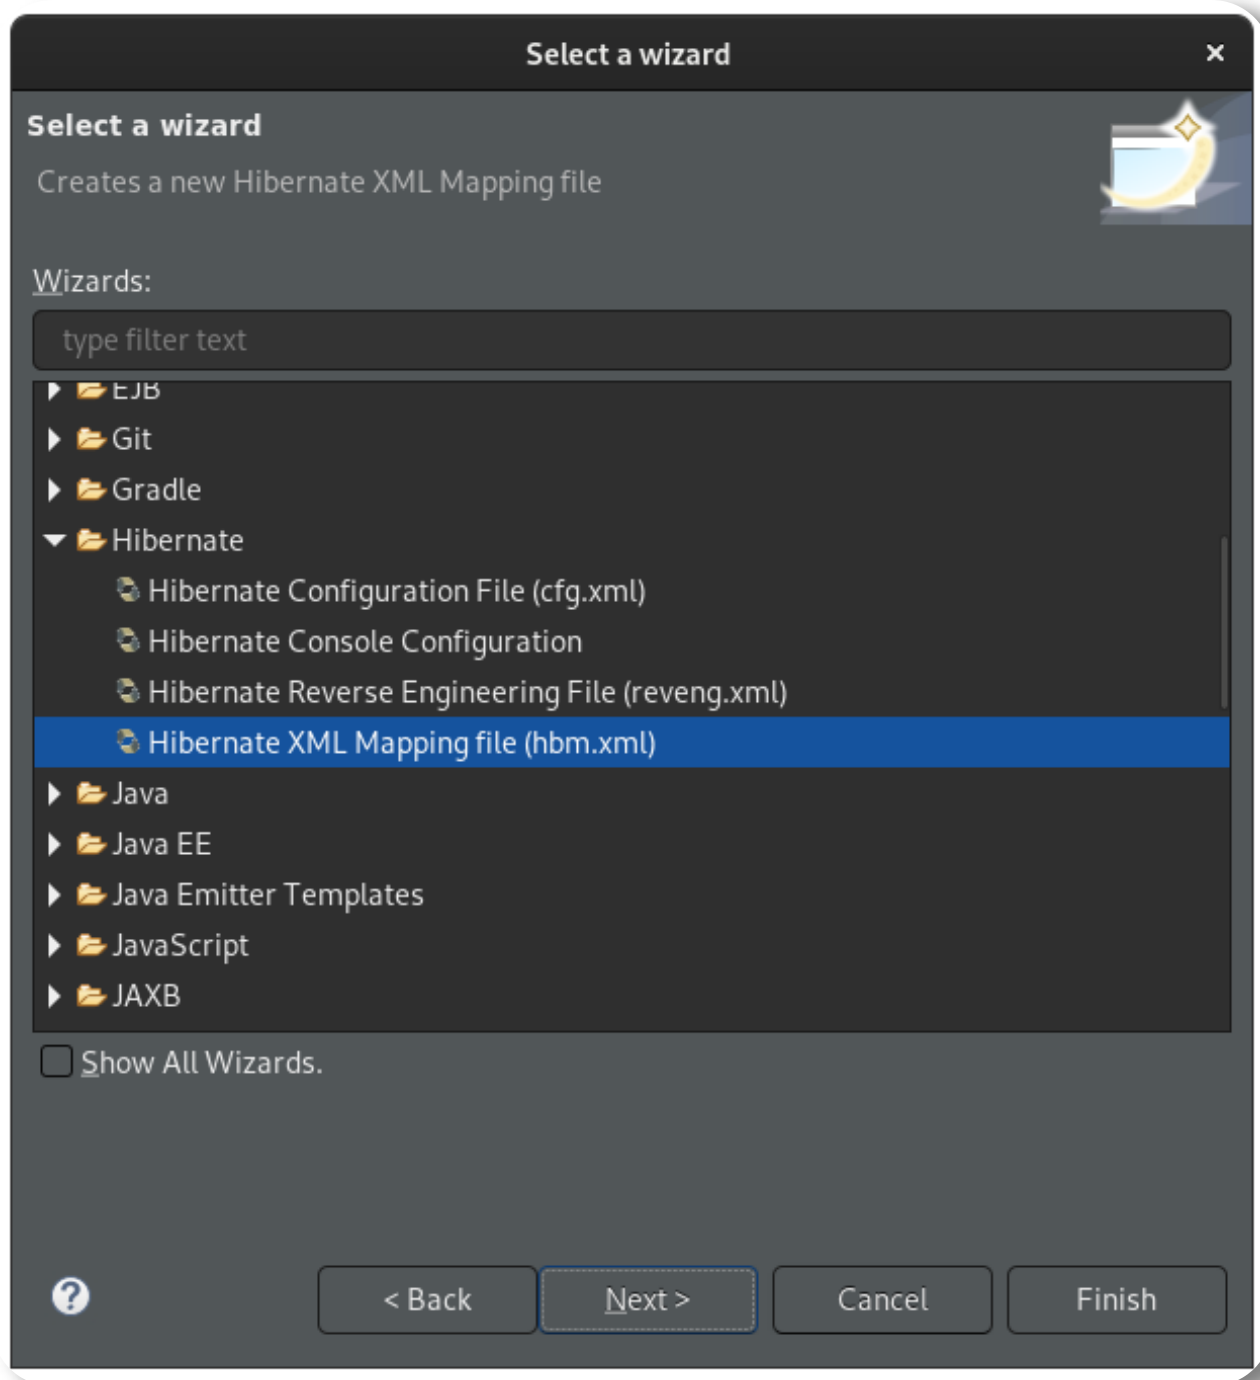 Select a wizard
Select a wizard
Creates a new Hibernate XML Mapping file
Wizards:
type filter text
EJB
Git
Gradle
Hibernate
Hibernate Configuration File (cfg.xml)
Hibernate Console Configuration
Hibernate Reverse Engineering File (reveng.xml)
Hibernate XML Mapping file (hbm.xml)
Java
Java EE
Java Emitter Templates
JavaScript
JAXB
Show All Wizards.
? < Back Next > Cancel Finish